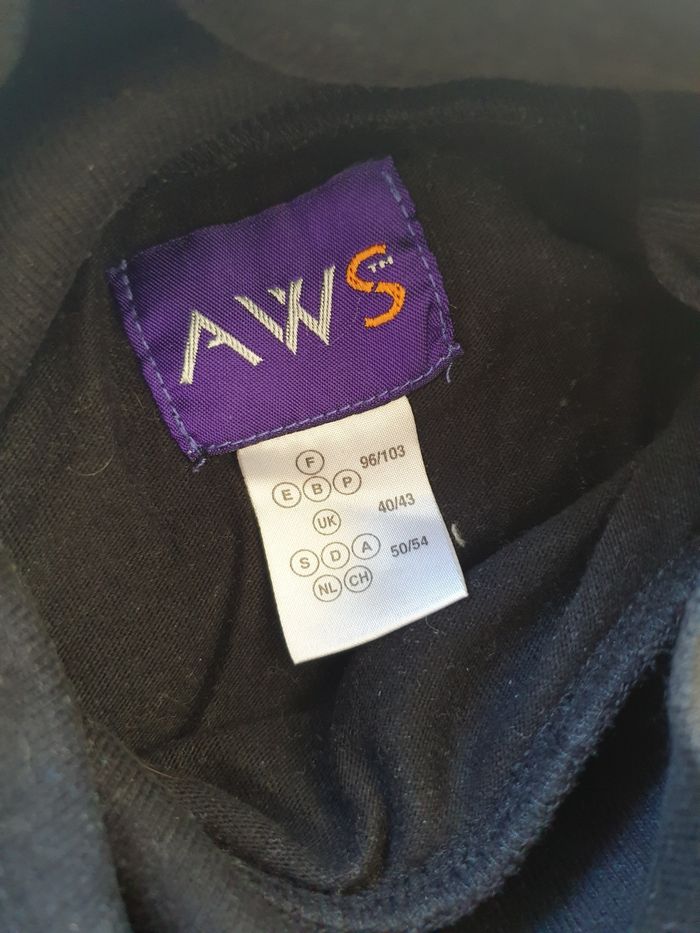 AWS™
F 96/103
E B P
UK 40/43
S D A 50/54
NL CH